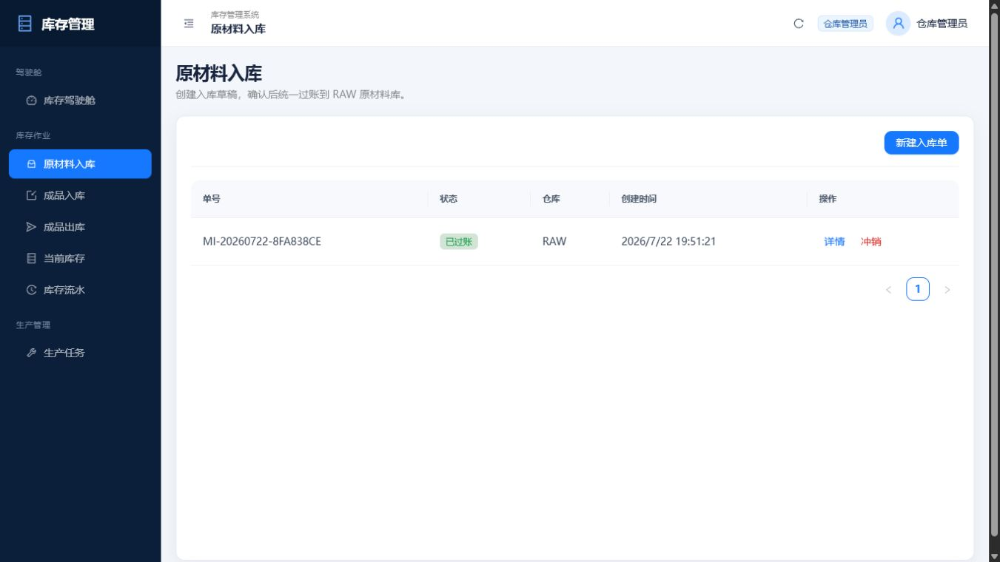 库存管理
驾驶舱
库存驾驶舱
库存作业
原材料入库
成品入库
成品出库
当前库存
库存流水
生产管理
生产任务
库存管理系统
原材料入库
仓库管理员
仓库管理员
原材料入库
创建入库草稿，确认后统一过账到 RAW 原材料库。
新建入库单
单号 状态 仓库 创建时间 操作
MI-20260722-8FA838CE 已过账 RAW 2026/7/22 19:51:21 详情 冲销
< 1 >